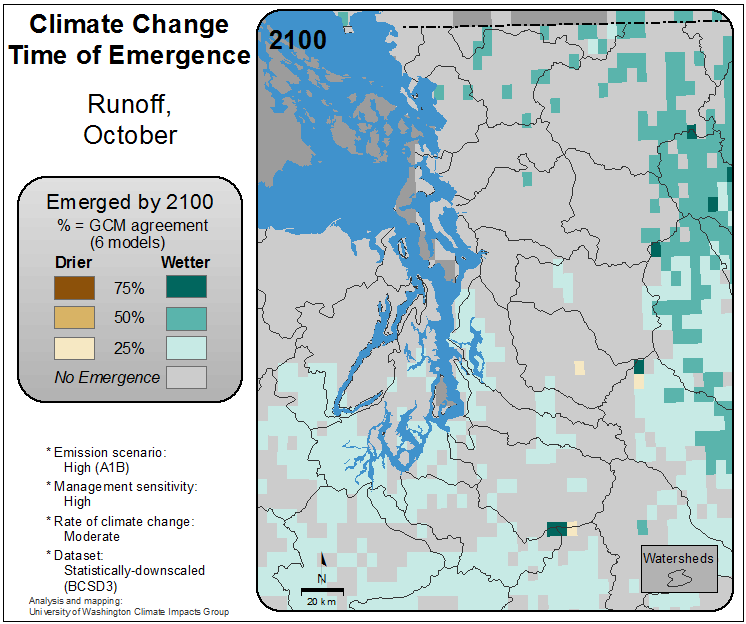 Climate Change
Time of Emergence
Runoff,
October
Emerged by 2100
% = GCM agreement
(6 models)
Drier Wetter
75%
50%
25%
No Emergence
* Emission scenario:
High (A1B)
* Management sensitivity:
High
* Rate of climate change:
Moderate
* Dataset:
Statistically-downscaled
(BCSD3)
Analysis and mapping:
University of Washington Climate Impacts Group
2100
N
20 km
Watersheds